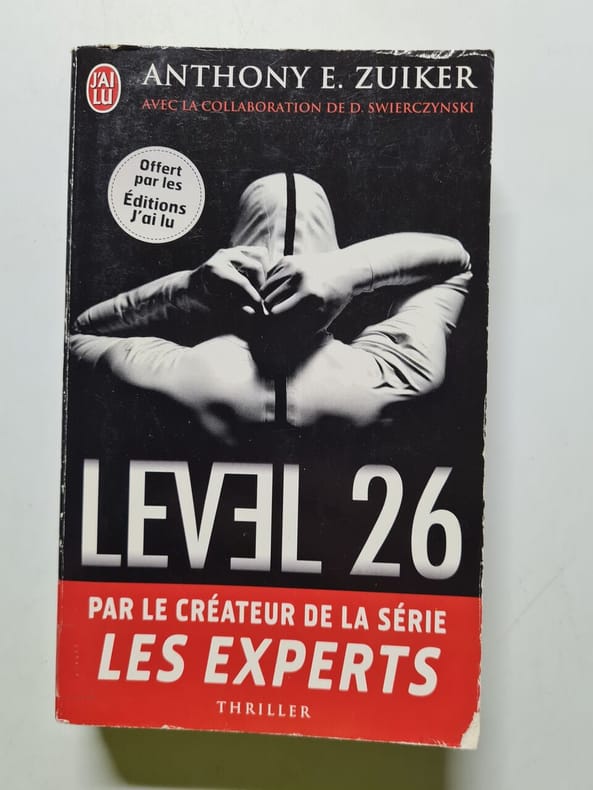 J'AI
LU
ANTHONY E. ZUIKER
AVEC LA COLLABORATION DE D. SWIERCZYNSKI
Offert
par les
Éditions
J'ai lu
LEVEL 26
PAR LE CRÉATEUR DE LA SÉRIE
LES EXPERTS
THRILLER